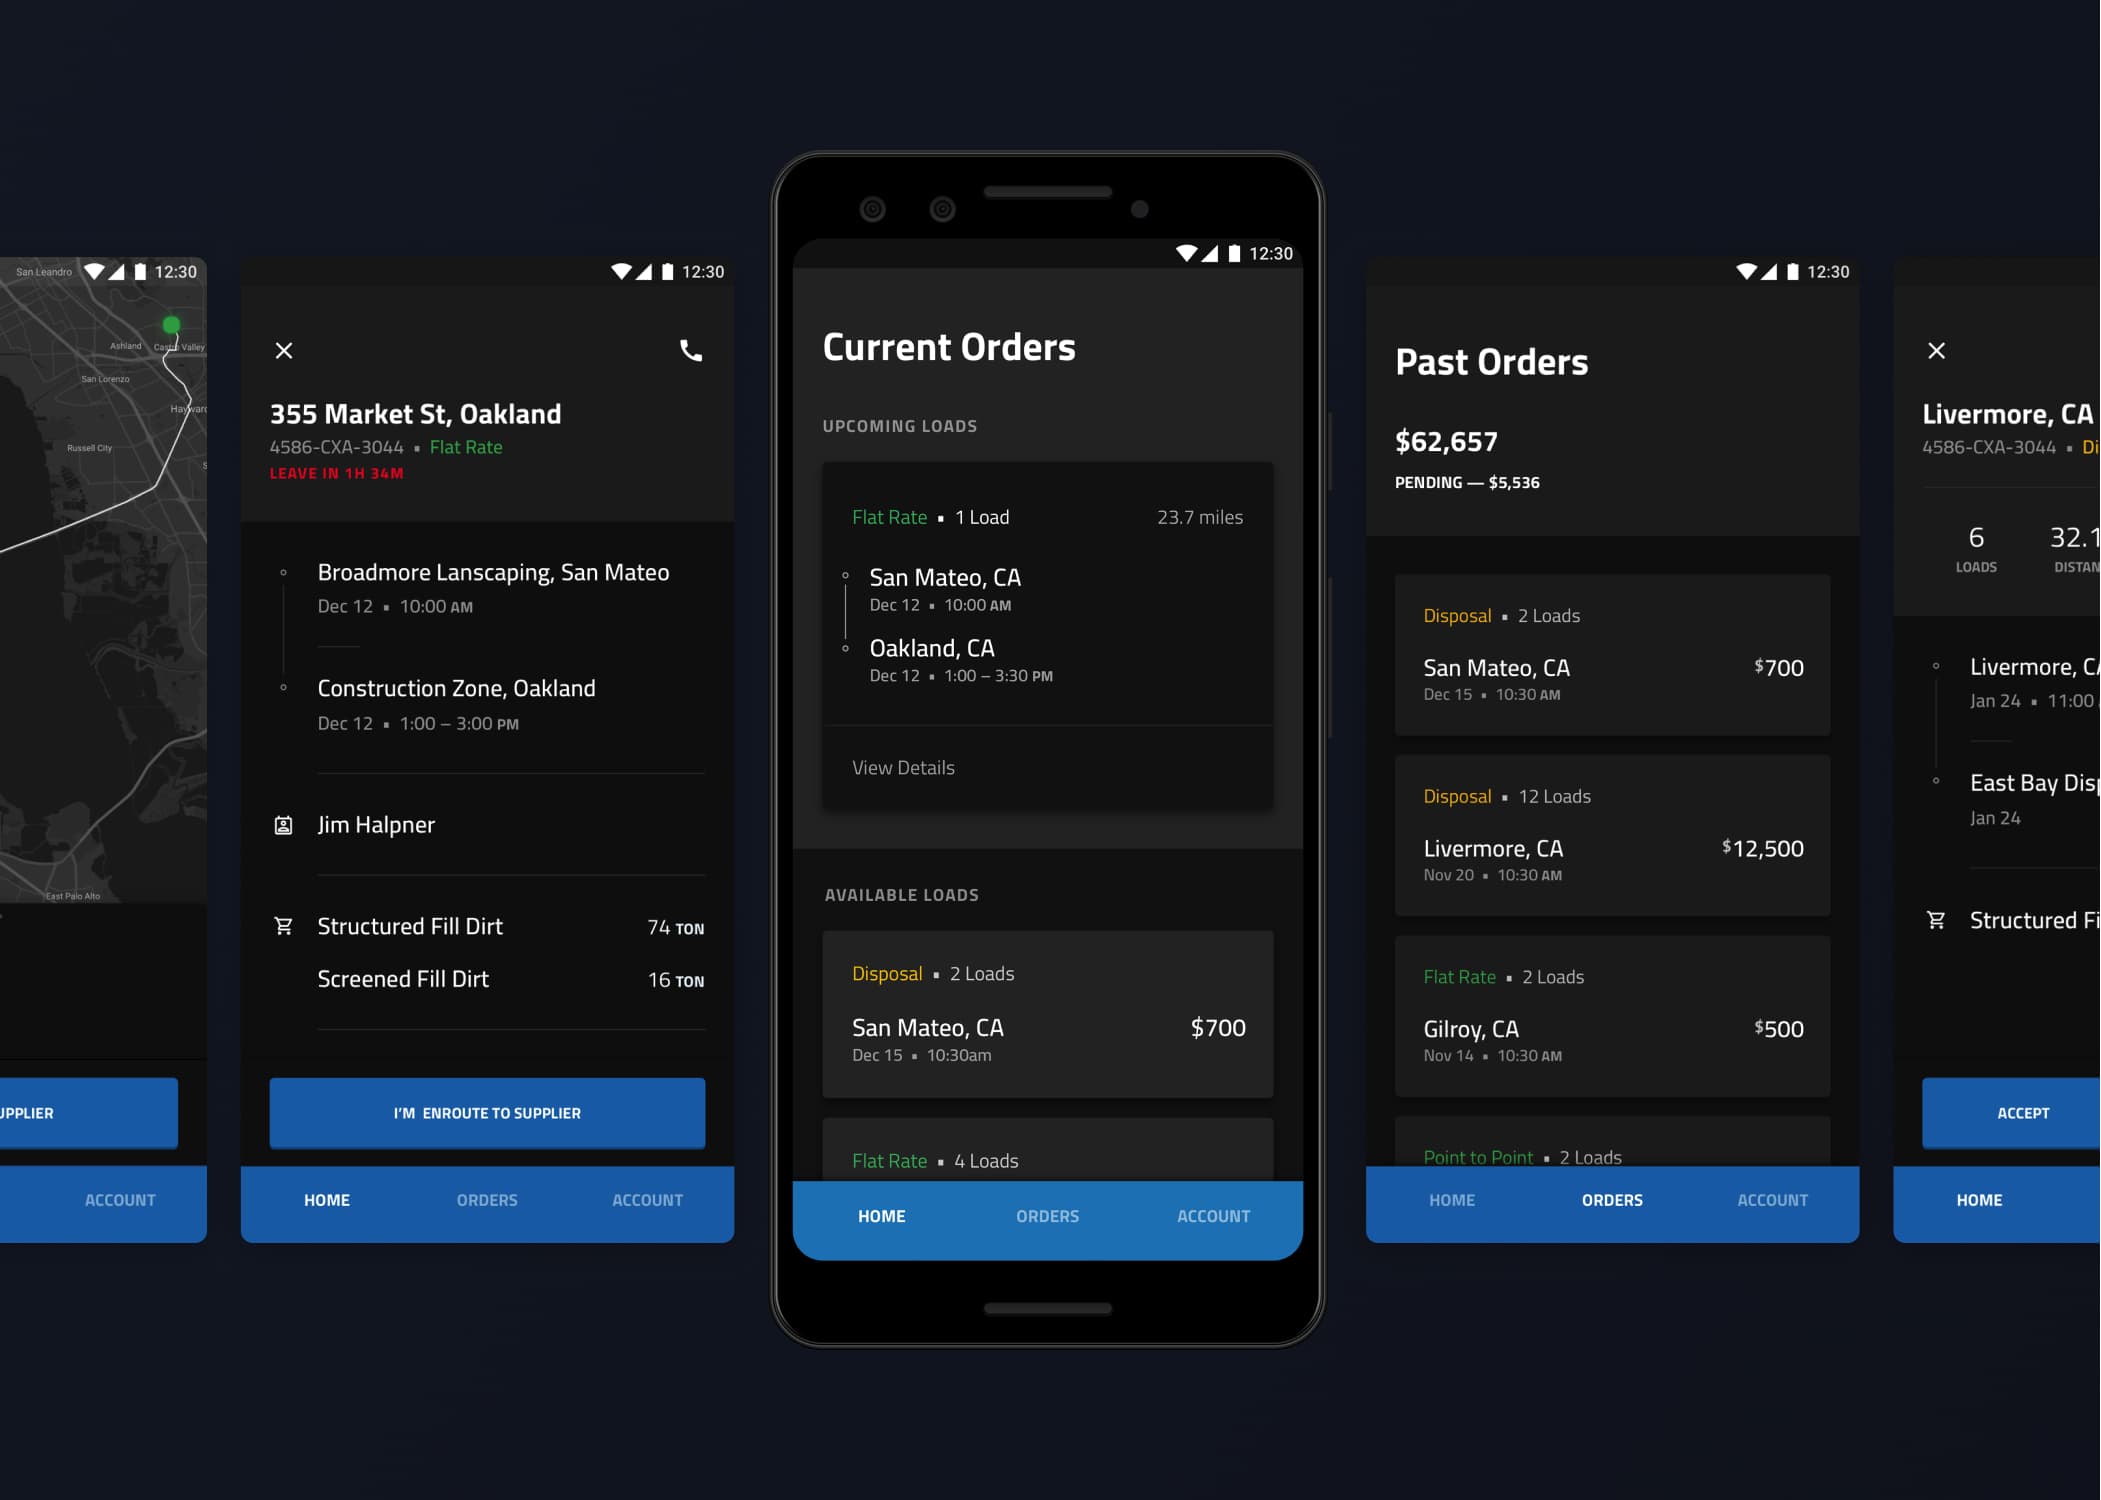 San Leandro
12:30
Ashland
Castro Valley
San Lorenzo
Hayward
Russell City
East Palo Alto
UPPLIER
ACCOUNT
12:30
355 Market St, Oakland
4586-CXA-3044 ▪ Flat Rate
LEAVE IN 1H 34M
Broadmore Lanscaping, San Mateo
Dec 12 ▪ 10:00 AM
Construction Zone, Oakland
Dec 12 ▪ 1:00 – 3:00 PM
Jim Halpner
Structured Fill Dirt 74 TON
Screened Fill Dirt 16 TON
I'M ENROUTE TO SUPPLIER
HOME ORDERS ACCOUNT
12:30
Current Orders
UPCOMING LOADS
Flat Rate ▪ 1 Load 23.7 miles
San Mateo, CA
Dec 12 ▪ 10:00 AM
Oakland, CA
Dec 12 ▪ 1:00 – 3:30 PM
View Details
AVAILABLE LOADS
Disposal ▪ 2 Loads
San Mateo, CA $700
Dec 15 ▪ 10:30am
Flat Rate ▪ 4 Loads
HOME ORDERS ACCOUNT
12:30
Past Orders
$62,657
PENDING — $5,536
Disposal ▪ 2 Loads
San Mateo, CA $700
Dec 15 ▪ 10:30 AM
Disposal ▪ 12 Loads
Livermore, CA $12,500
Nov 20 ▪ 10:30 AM
Flat Rate ▪ 2 Loads
Gilroy, CA $500
Nov 14 ▪ 10:30 AM
Point to Point ▪ 2 Loads
HOME ORDERS ACCOUNT
Livermore, CA
4586-CXA-3044 ▪ Di
6 32.1
LOADS DISTAN
Livermore, CA
Jan 24 ▪ 11:00
East Bay Disp
Jan 24
Structured Fi
ACCEPT
HOME